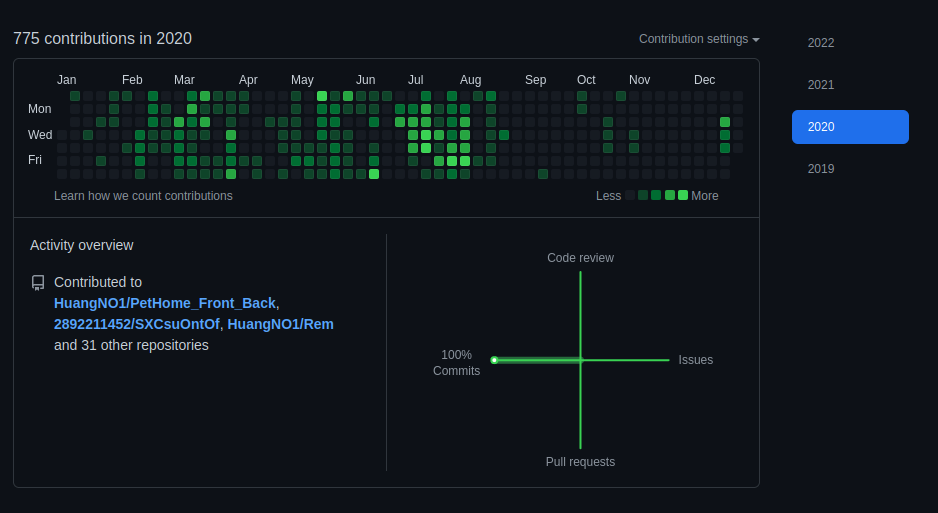 775 contributions in 2020
Contribution settings
2022
2021
2020
2019
Jan Feb Mar Apr May Jun Jul Aug Sep Oct Nov Dec
Mon
Wed
Fri
Learn how we count contributions
Less More
Activity overview
Contributed to
HuangNO1/PetHome_Front_Back,
2892211452/SXCsuOntOf, HuangNO1/Rem
and 31 other repositories
Code review
100%
Commits
Issues
Pull requests